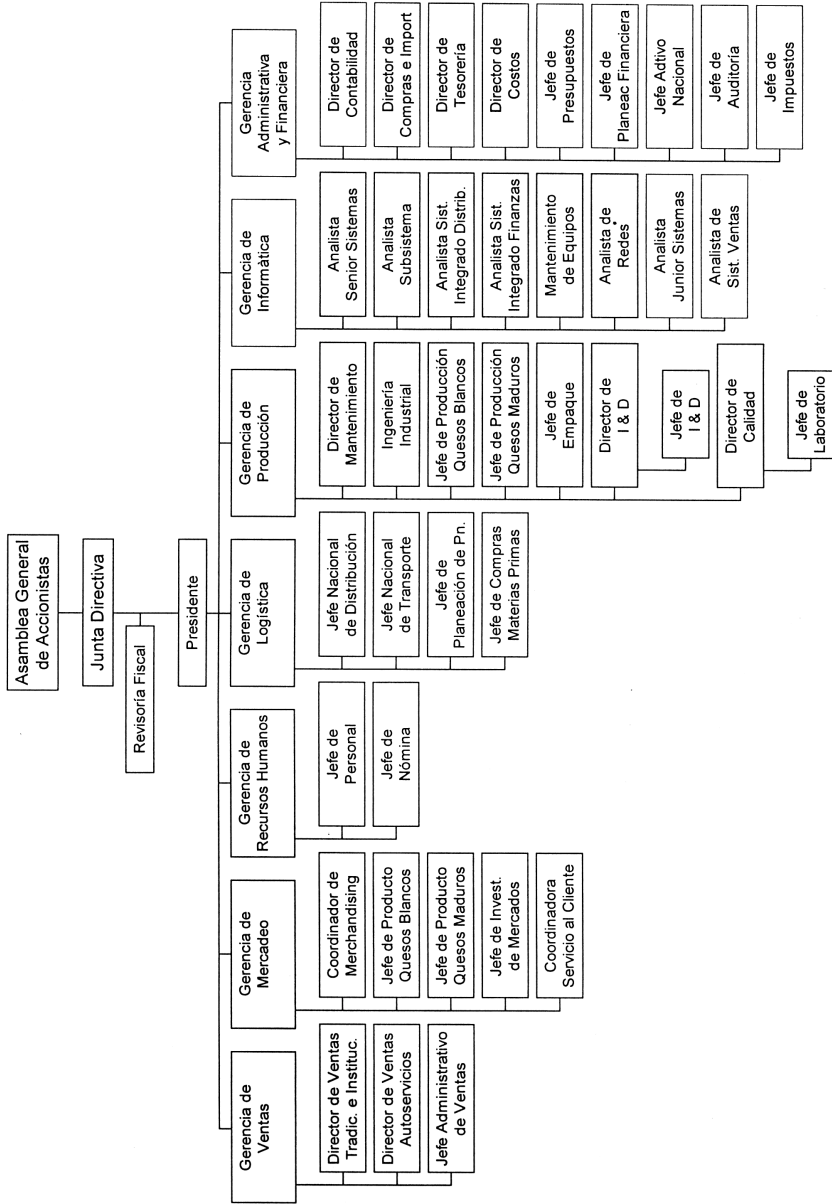 Asamblea General
de Accionistas
Junta Directiva
Revisoría Fiscal
Presidente
Gerencia de
Ventas
Director de Ventas
Tradic. e Instituc.
Director de Ventas
Autoservicios
Jefe Administrativo
de Ventas
Gerencia de
Mercadeo
Coordinador de
Merchandising
Jefe de Producto
Quesos Blancos
Jefe de Producto
Quesos Maduros
Jefe de Invest.
de Mercados
Coordinadora
Servicio al Cliente
Gerencia de
Recursos Humanos
Jefe de
Personal
Jefe de
Nómina
Gerencia de
Logística
Jefe Nacional
de Distribución
Jefe Nacional
de Transporte
Jefe de
Planeación de Pn.
Jefe de Compras
Materias Primas
Gerencia de
Producción
Director de
Mantenimiento
Ingeniería
Industrial
Jefe de Producción
Quesos Blancos
Jefe de Producción
Quesos Maduros
Jefe de
Empaque
Director de
I & D
Jefe de
I & D
Director de
Calidad
Jefe de
Laboratorio
Gerencia de
Informàtica
Analista
Senior Sistemas
Analista
Subsistema
Analista Sist.
Integrado Distrib.
Analista Sist.
Integrado Finanzas
Mantenimiento
de Equipos
Analista de
Redes
Analista
Junior Sistemas
Analista de
Sist. Ventas
Gerencia
Administrativa
y Financiera
Director de
Contabilidad
Director de
Compras e Import
Director de
Tesorería
Director de
Costos
Jefe de
Presupuestos
Jefe de
Planeac Financiera
Jefe Adtivo
Nacional
Jefe de
Auditoría
Jefe de
Impuestos